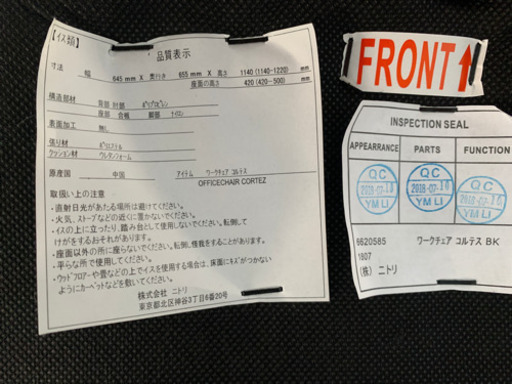 【イス類】
品質表示
寸法 幅 645 mm X 奥行き 655 mm X 高さ 1140 (1140-1220) mm
座面の高さ 420 (420-500) mm
構造部材 背部 肘部 ポリプロピレン
座部 合板 脚部 ナイロン
表面加工 無し
張り材 ポリエステル
クッション材 ウレタンフォーム
原産国 中国 アイテム ワークチェア コルテス
OFFICECHAIR CORTEZ
取扱い上の注意
・直射日光があたる場所は避けてください。
・火気、ストーブなどの近くに置かないでください。
・イスの上に立ったり、踏み台として使用しないでください。転倒して
けがをするおそれがあります。
・座面以外の所に座らないでください。転倒、怪我をすることがあります。
・平らな所で使用してください。
・ウッドフロアーや畳などの上でイスを使用する場合は、床面にキズがつかない
ようにカーペットなどを敷いてください。
株式会社 ニトリ
東京都北区神谷3丁目6番20号
FRONT↑
INSPECTION SEAL
APPEARANCE PARTS FUNCTION
QC QC QC
2018-07-18 2018-07-18 2018-07-18
YM LI YM LI YM LI
6620585 ワークチェア コルテス BK
1807
(株) ニトリ